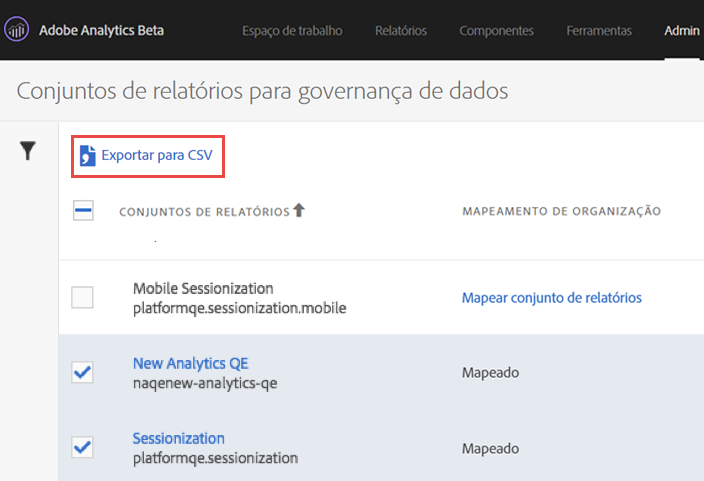 Adobe Analytics Beta
Espaço de trabalho
Relatórios
Componentes
Ferramentas
Admin
Conjuntos de relatórios para governança de dados
Exportar para CSV
CONJUNTOS DE RELATÓRIOS
MAPEAMENTO DE ORGANIZAÇÃO
Mobile Sessionization
platformqe.sessionization.mobile
Mapear conjunto de relatórios
New Analytics QE
naqenew-analytics-qe
Mapeado
Sessionization
platformqe.sessionization
Mapeado